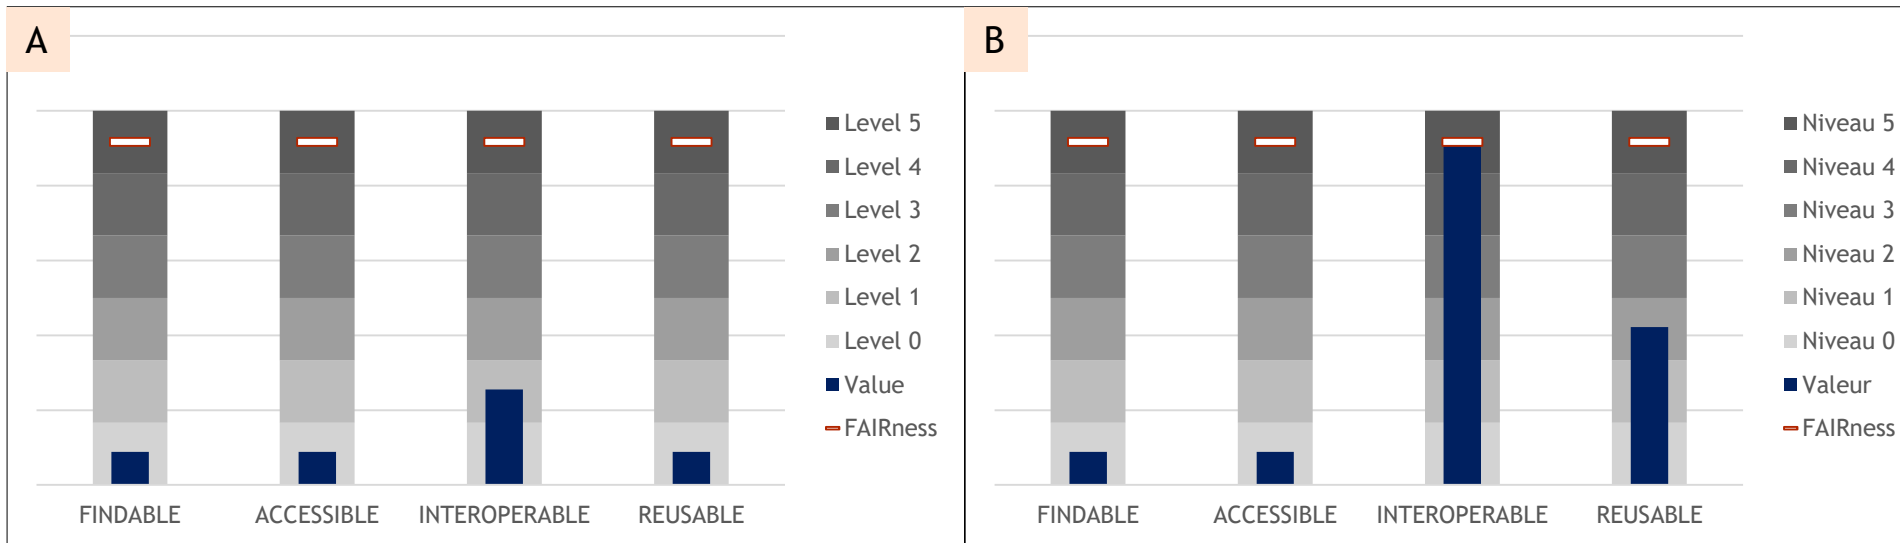 A
Level 5
Level 4
Level 3
Level 2
Level 1
Level 0
Value
FAIRness
FINDABLE ACCESSIBLE INTEROPERABLE REUSABLE
B
Niveau 5
Niveau 4
Niveau 3
Niveau 2
Niveau 1
Niveau 0
Valeur
FAIRness
FINDABLE ACCESSIBLE INTEROPERABLE REUSABLE